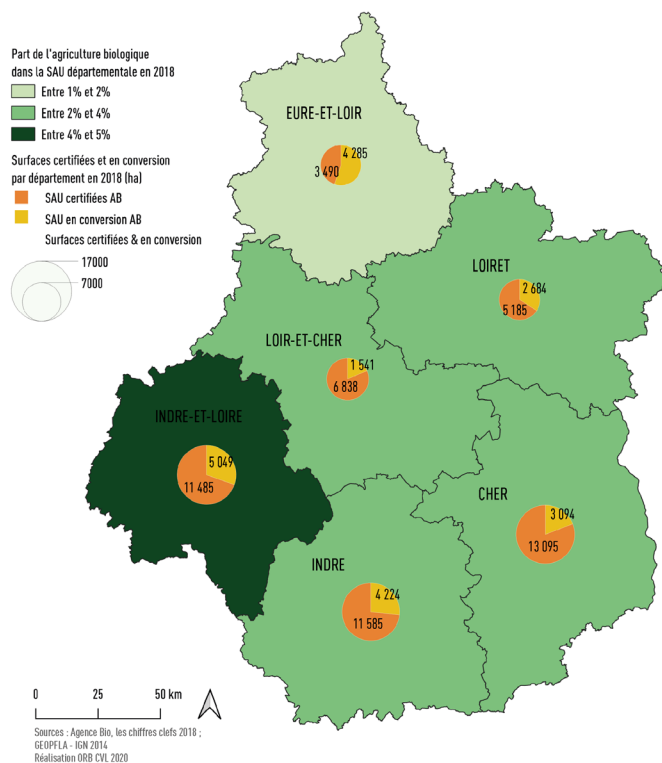 Part de l'agriculture biologique
dans la SAU départementale en 2018
Entre 1% et 2%
Entre 2% et 4%
Entre 4% et 5%
Surfaces certifiées et en conversion
par département en 2018 (ha)
SAU certifiées AB
SAU en conversion AB
Surfaces certifiées & en conversion
17000
7000
EURE-ET-LOIR
4 285
3 490
LOIRET
2 684
5 185
LOIR-ET-CHER
1 541
6 838
INDRE-ET-LOIRE
5 049
11 485
CHER
3 094
13 095
INDRE
4 224
11 585
0 25 50 km
Sources : Agence Bio, les chiffres clefs 2018 ;
GEOPFLA - IGN 2014
Réalisation ORB CVL 2020